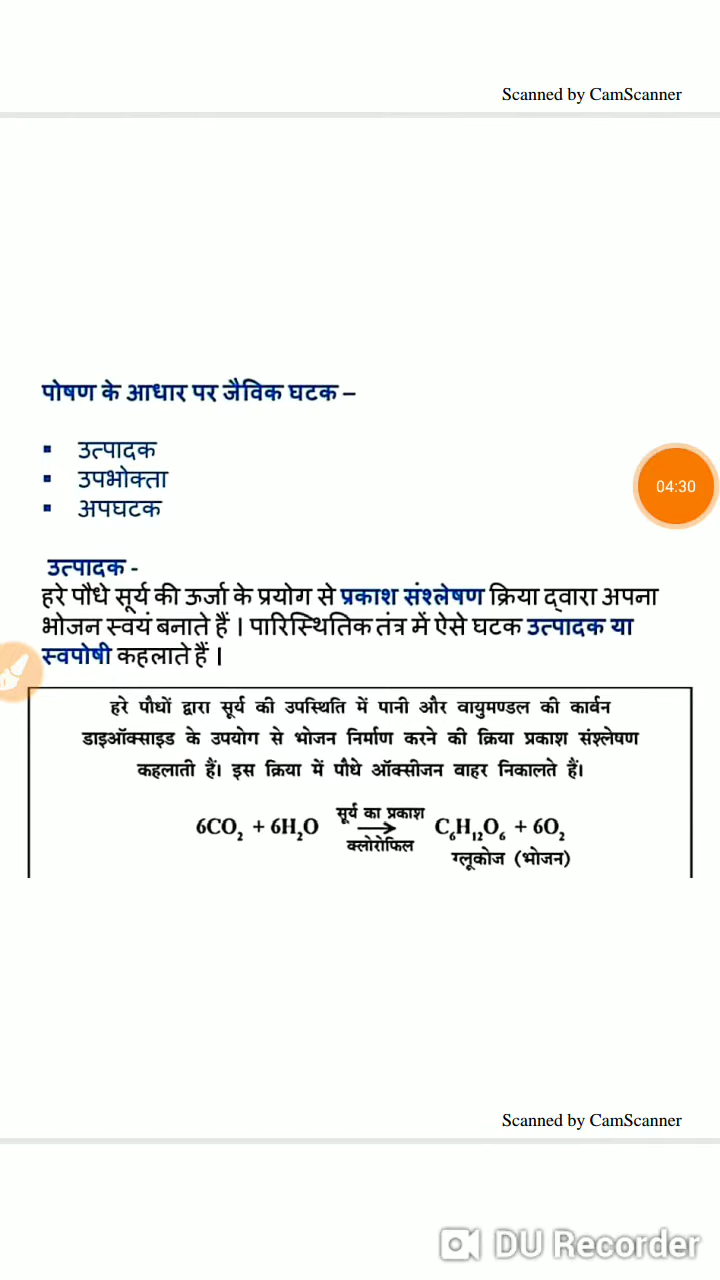 Scanned by CamScanner
पोषण के आधार पर जैविक घटक –
▪ उत्पादक
▪ उपभोक्ता
▪ अपघटक
04:30
उत्पादक -
हरे पौधे सूर्य की ऊर्जा के प्रयोग से प्रकाश संश्लेषण क्रिया द्वारा अपना
भोजन स्वयं बनाते हैं । पारिस्थितिक तंत्र में ऐसे घटक उत्पादक या
स्वपोषी कहलाते हैं ।
हरे पौधों द्वारा सूर्य की उपस्थिति में पानी और वायुमण्डल की कार्वन
डाइऑक्साइड के उपयोग से भोजन निर्माण करने की क्रिया प्रकाश संश्लेषण
कहलाती हैं। इस क्रिया में पौधे ऑक्सीजन वाहर निकालते हैं।
सूर्य का प्रकाश
6CO₂ + 6H₂O → C₆H₁₂O₆ + 6O₂
क्लोरोफिल
ग्लूकोज (भोजन)
Scanned by CamScanner
DU Recorder